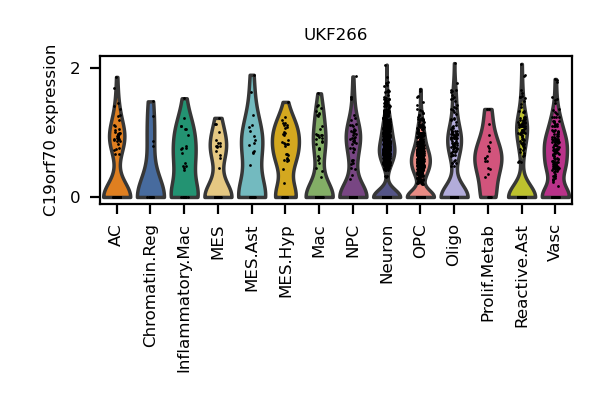 UKF266
C19orf70 expression
2
0
AC
Chromatin.Reg
Inflammatory.Mac
MES
MES.Ast
MES.Hyp
Mac
NPC
Neuron
OPC
Oligo
Prolif.Metab
Reactive.Ast
Vasc